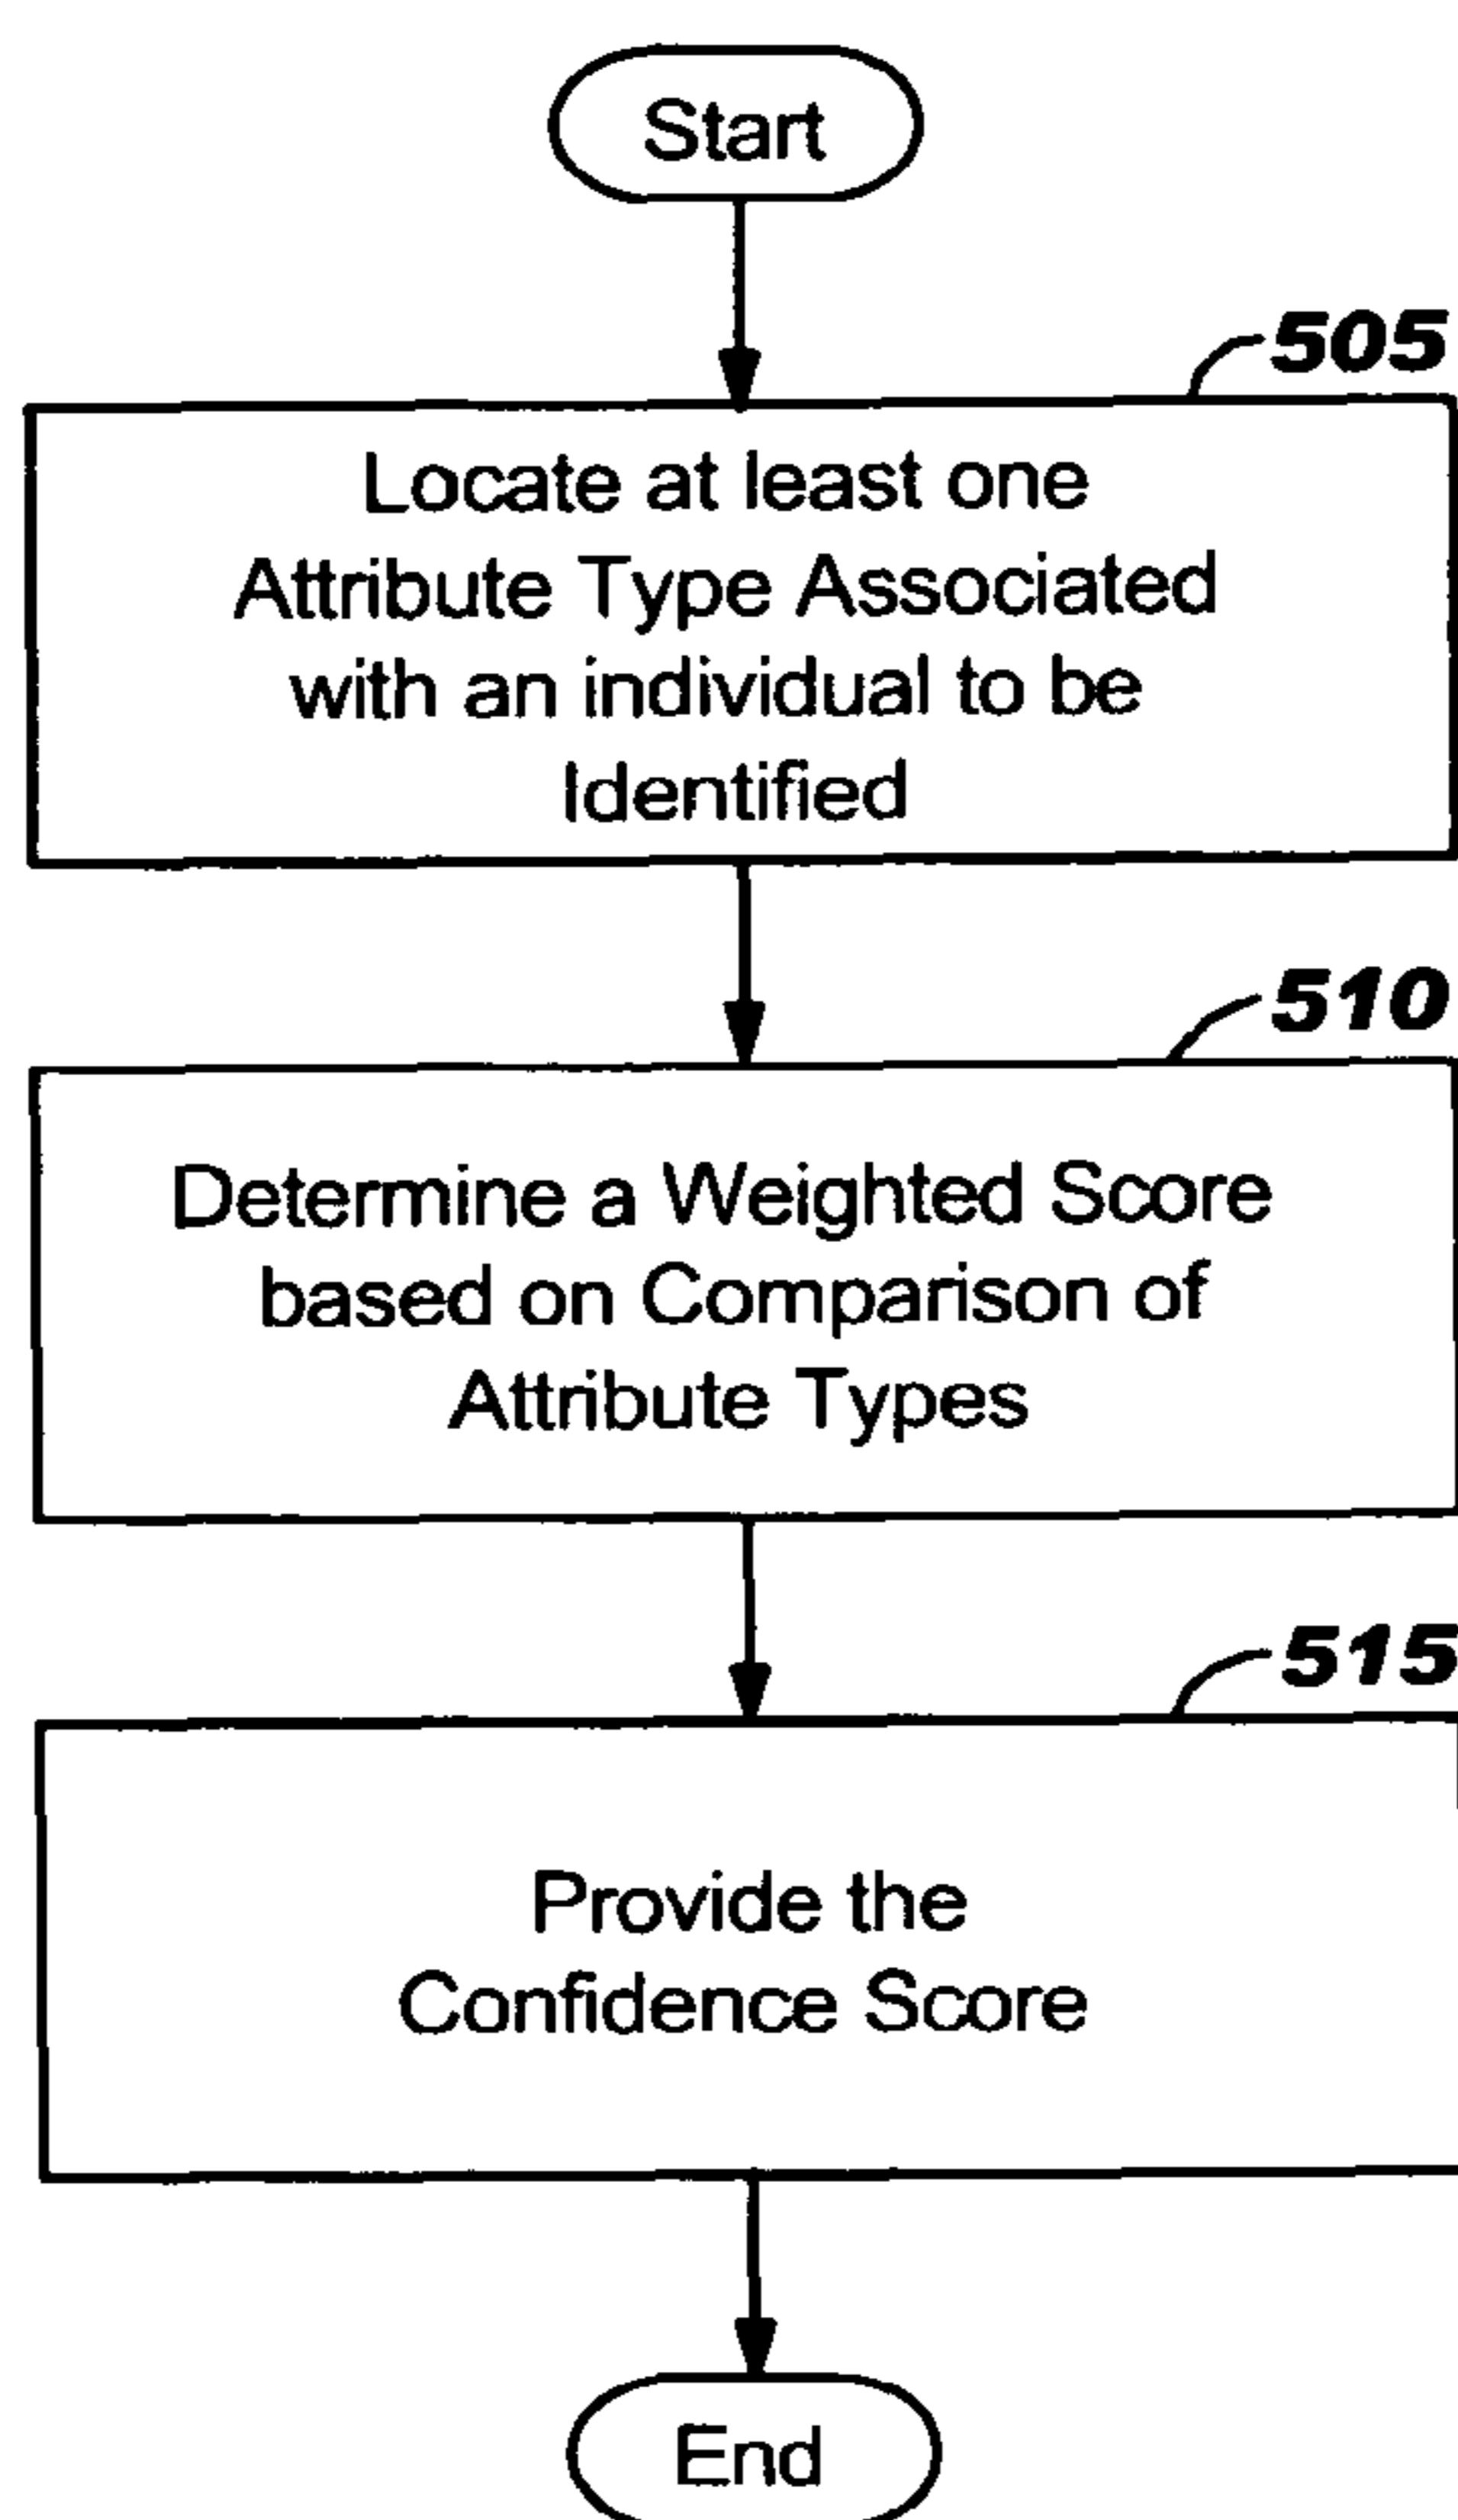 Start
505
Locate at least one
Attribute Type Associated
with an individual to be
Identified
510
Determine a Weighted Score
based on Comparison of
Attribute Types
515
Provide the
Confidence Score
End